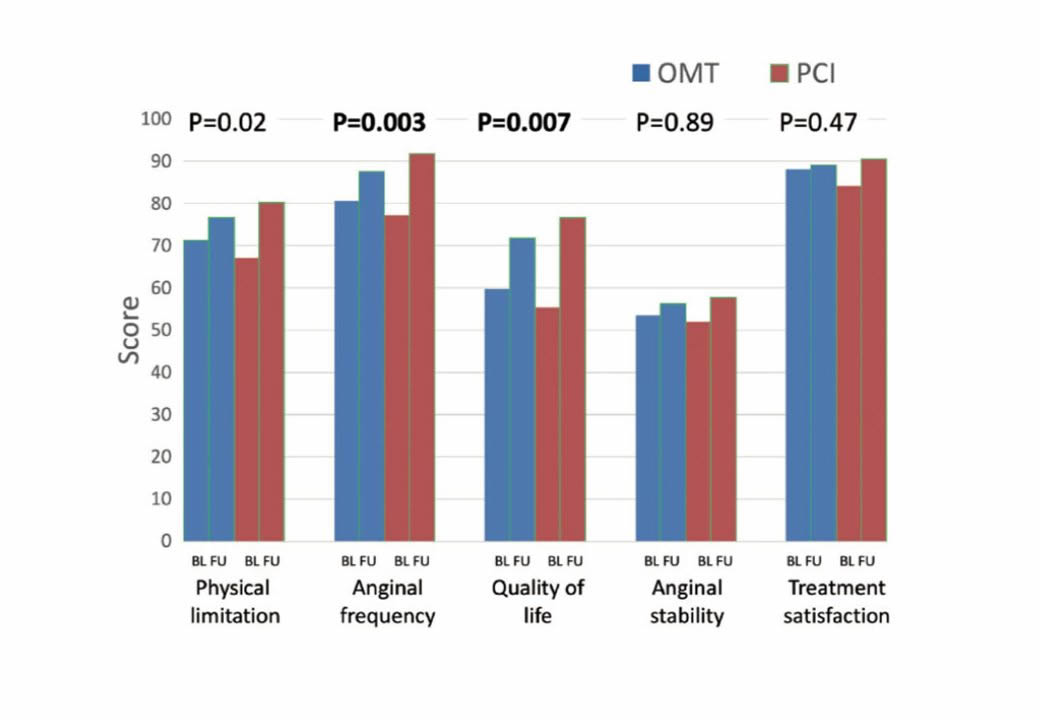 OMT PCI
100 P=0.02 P=0.003 P=0.007 P=0.89 P=0.47
90
80
70
60
50
40
30
20
10
0
Score
BL FU BL FU BL FU BL FU BL FU BL FU BL FU BL FU BL FU BL FU
Physical limitation
Anginal frequency
Quality of life
Anginal stability
Treatment satisfaction